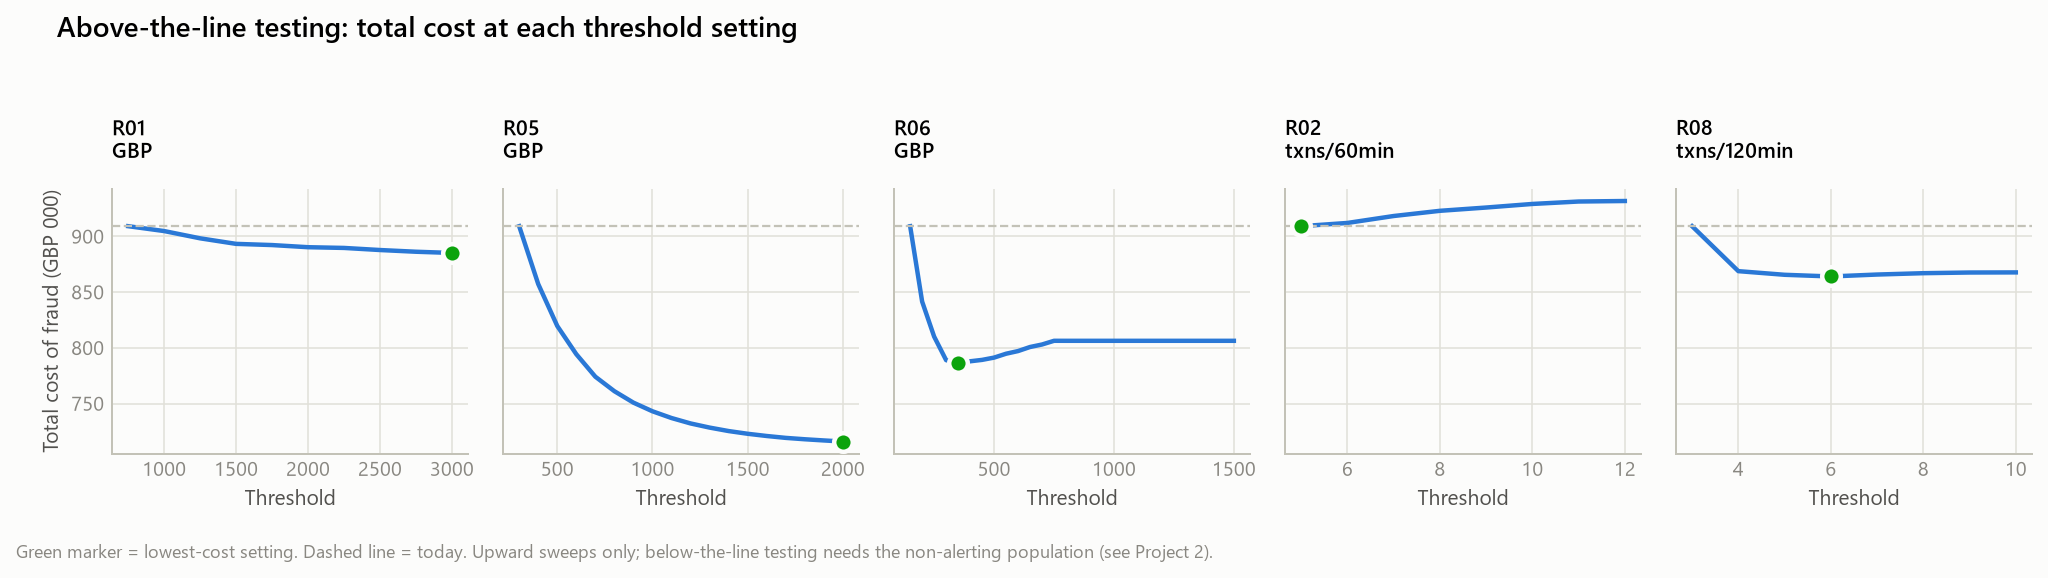 Above-the-line testing: total cost at each threshold setting
R01
GBP
R05
GBP
R06
GBP
R02
txns/60min
R08
txns/120min
Total cost of fraud (GBP 000)
900
850
800
750
1000 1500 2000 2500 3000
Threshold
500 1000 1500 2000
Threshold
500 1000 1500
Threshold
6 8 10 12
Threshold
4 6 8 10
Threshold
Green marker = lowest-cost setting. Dashed line = today. Upward sweeps only; below-the-line testing needs the non-alerting population (see Project 2).